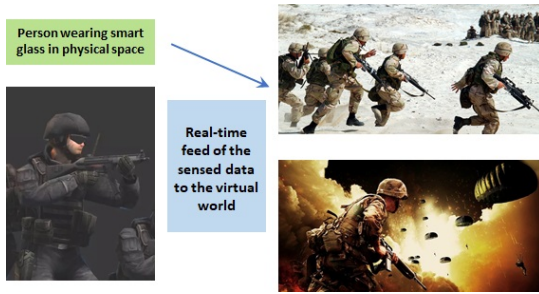 Person wearing smart
glass in physical space
Real-time
feed of the
sensed data
to the virtual
world